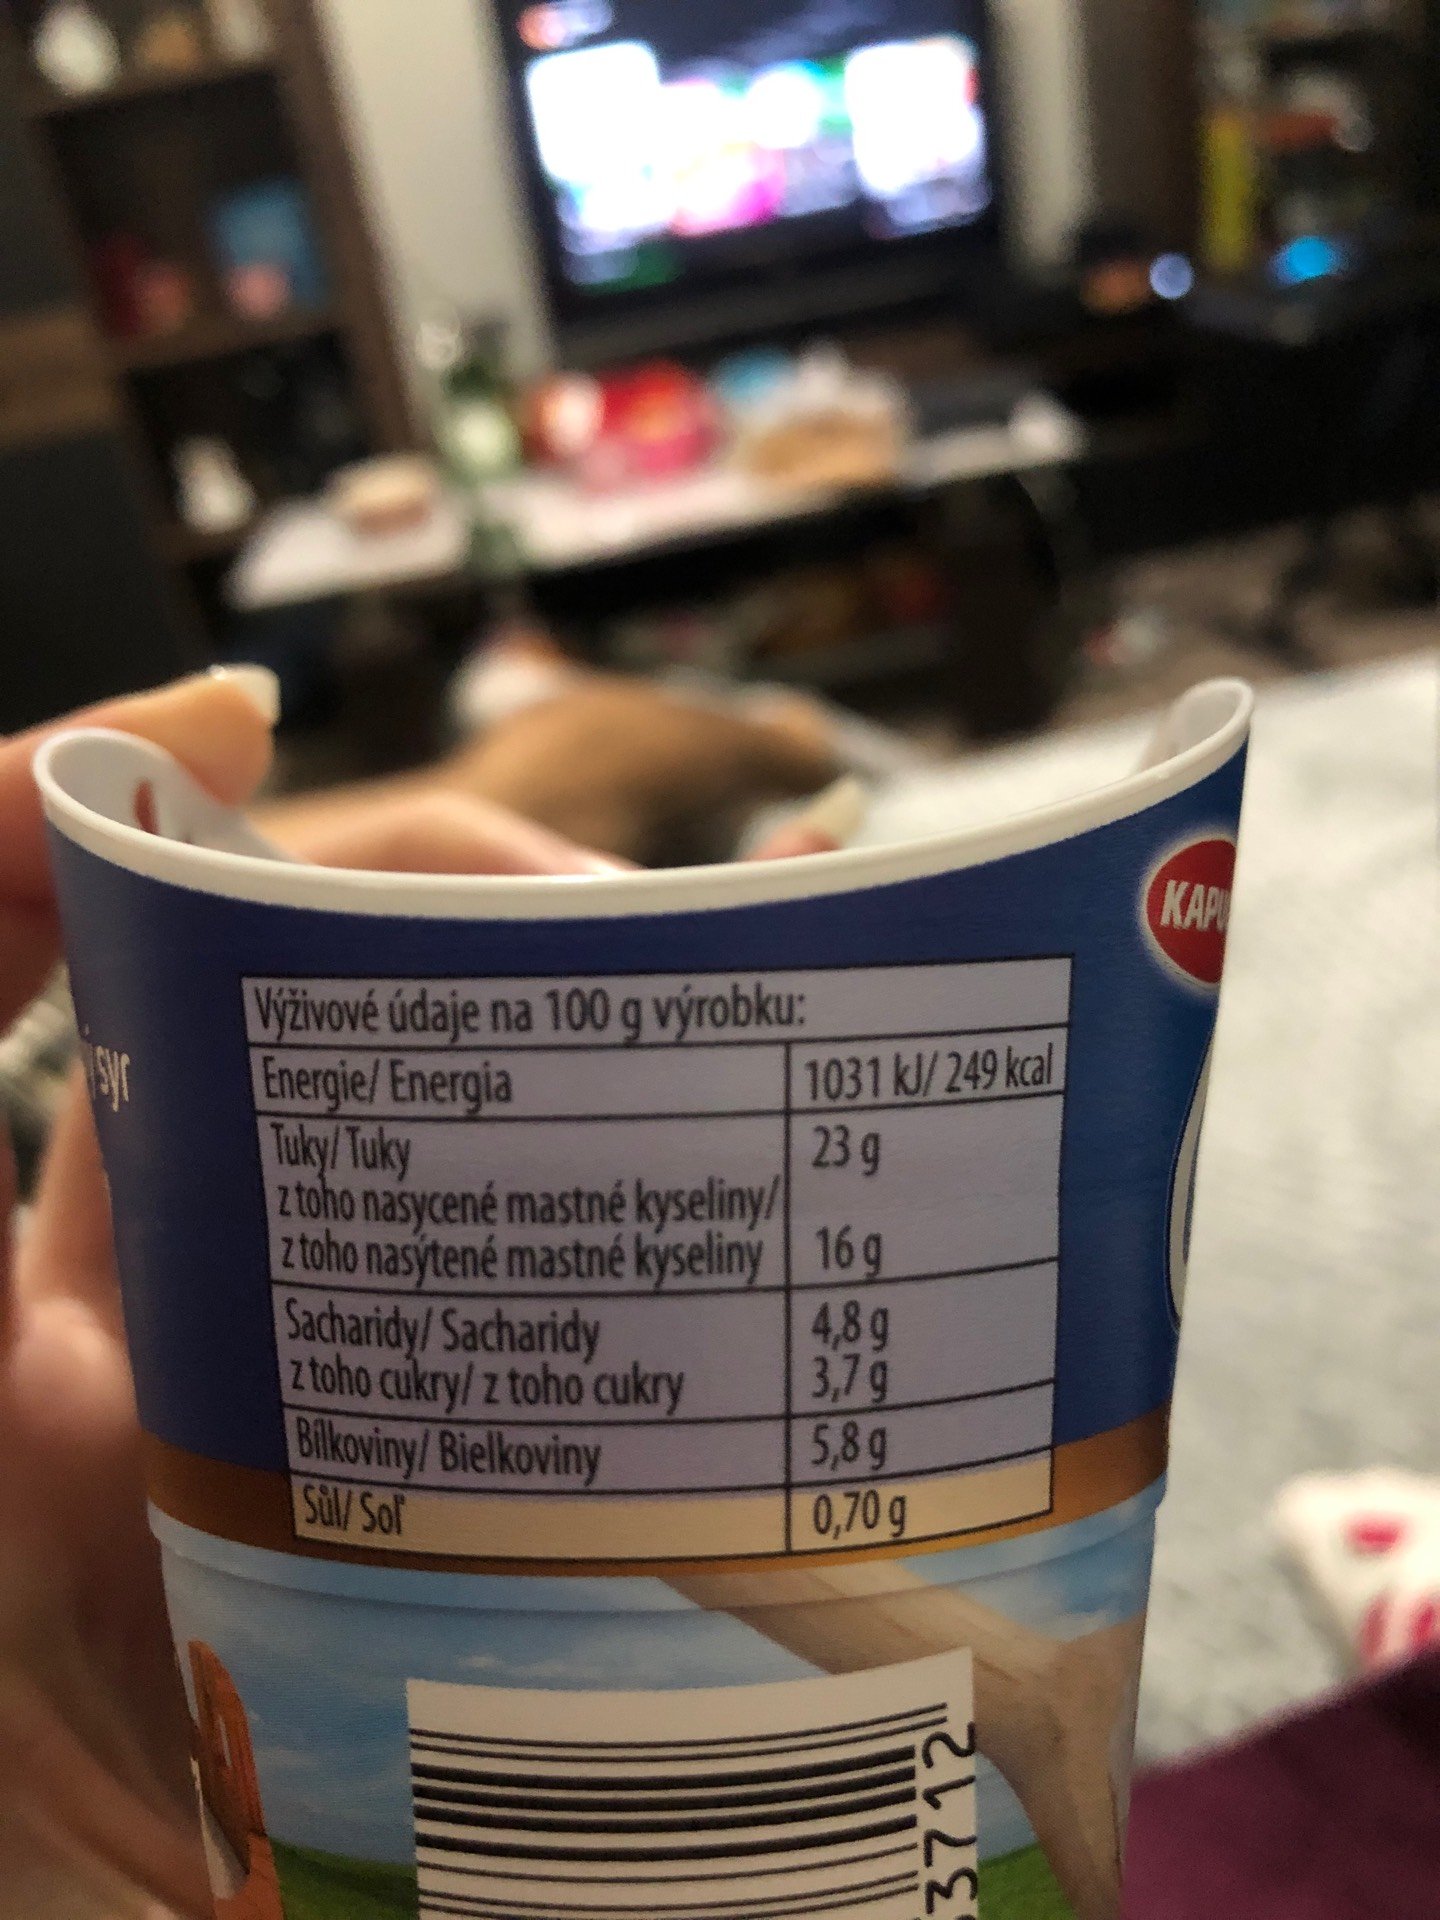 KAPU
syr
Výživové údaje na 100 g výrobku:
Energie/ Energia 1031 kJ/ 249 kcal
Tuky/ Tuky 23 g
z toho nasycené mastné kyseliny/
z toho nasýtené mastné kyseliny 16 g
Sacharidy/ Sacharidy 4,8 g
z toho cukry/ z toho cukry 3,7 g
Bílkoviny/ Bielkoviny 5,8 g
Sůl/ Soľ 0,70 g
3712